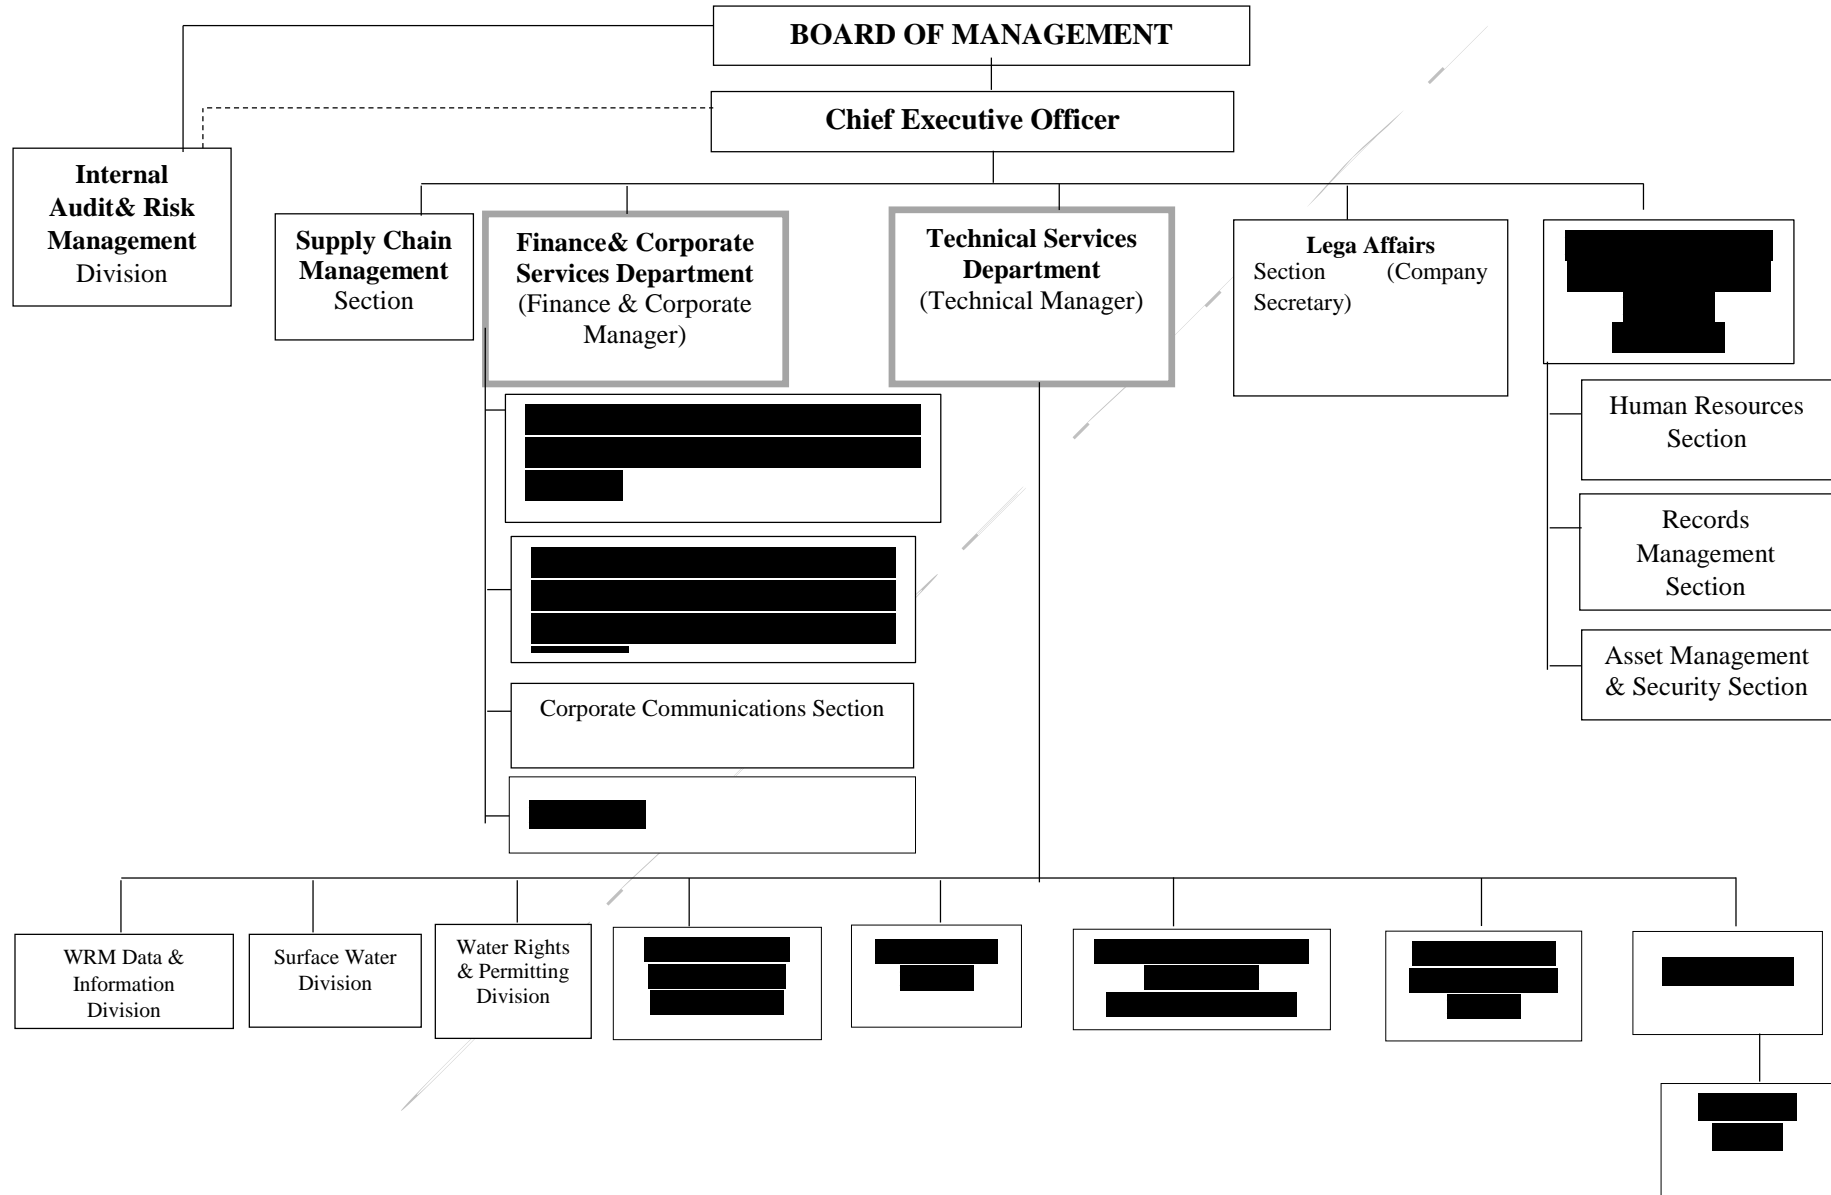 BOARD OF MANAGEMENT
Chief Executive Officer
Internal
Audit& Risk
Management
Division
Supply Chain
Management
Section
Finance& Corporate
Services Department
(Finance & Corporate
Manager)
Technical Services
Department
(Technical Manager)
Lega Affairs
Section (Company
Secretary)
Human Resources
Section
Records
Management
Section
Asset Management
& Security Section
Corporate Communications Section
WRM Data &
Information
Division
Surface Water
Division
Water Rights
& Permitting
Division